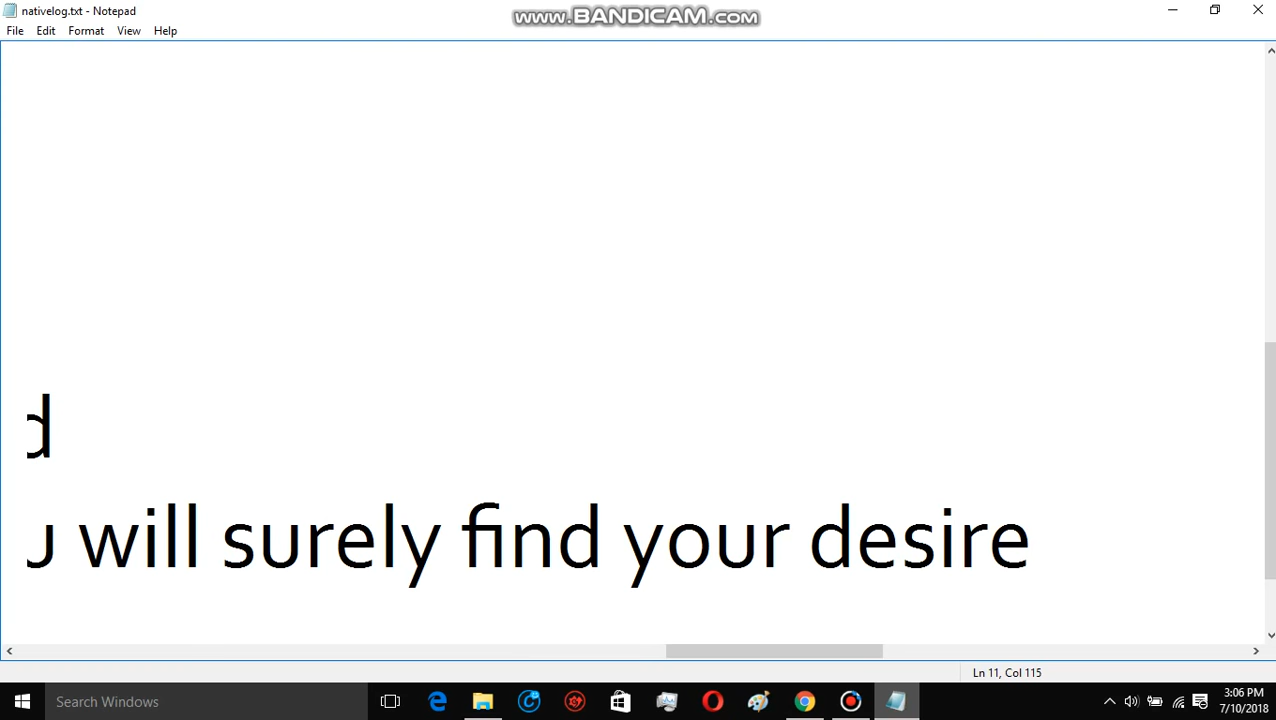 nativelog.txt - Notepad
www.BANDICAM.com
File Edit Format View Help
d
u will surely find your desire
Ln 11, Col 115
Search Windows
3:06 PM
7/10/2018